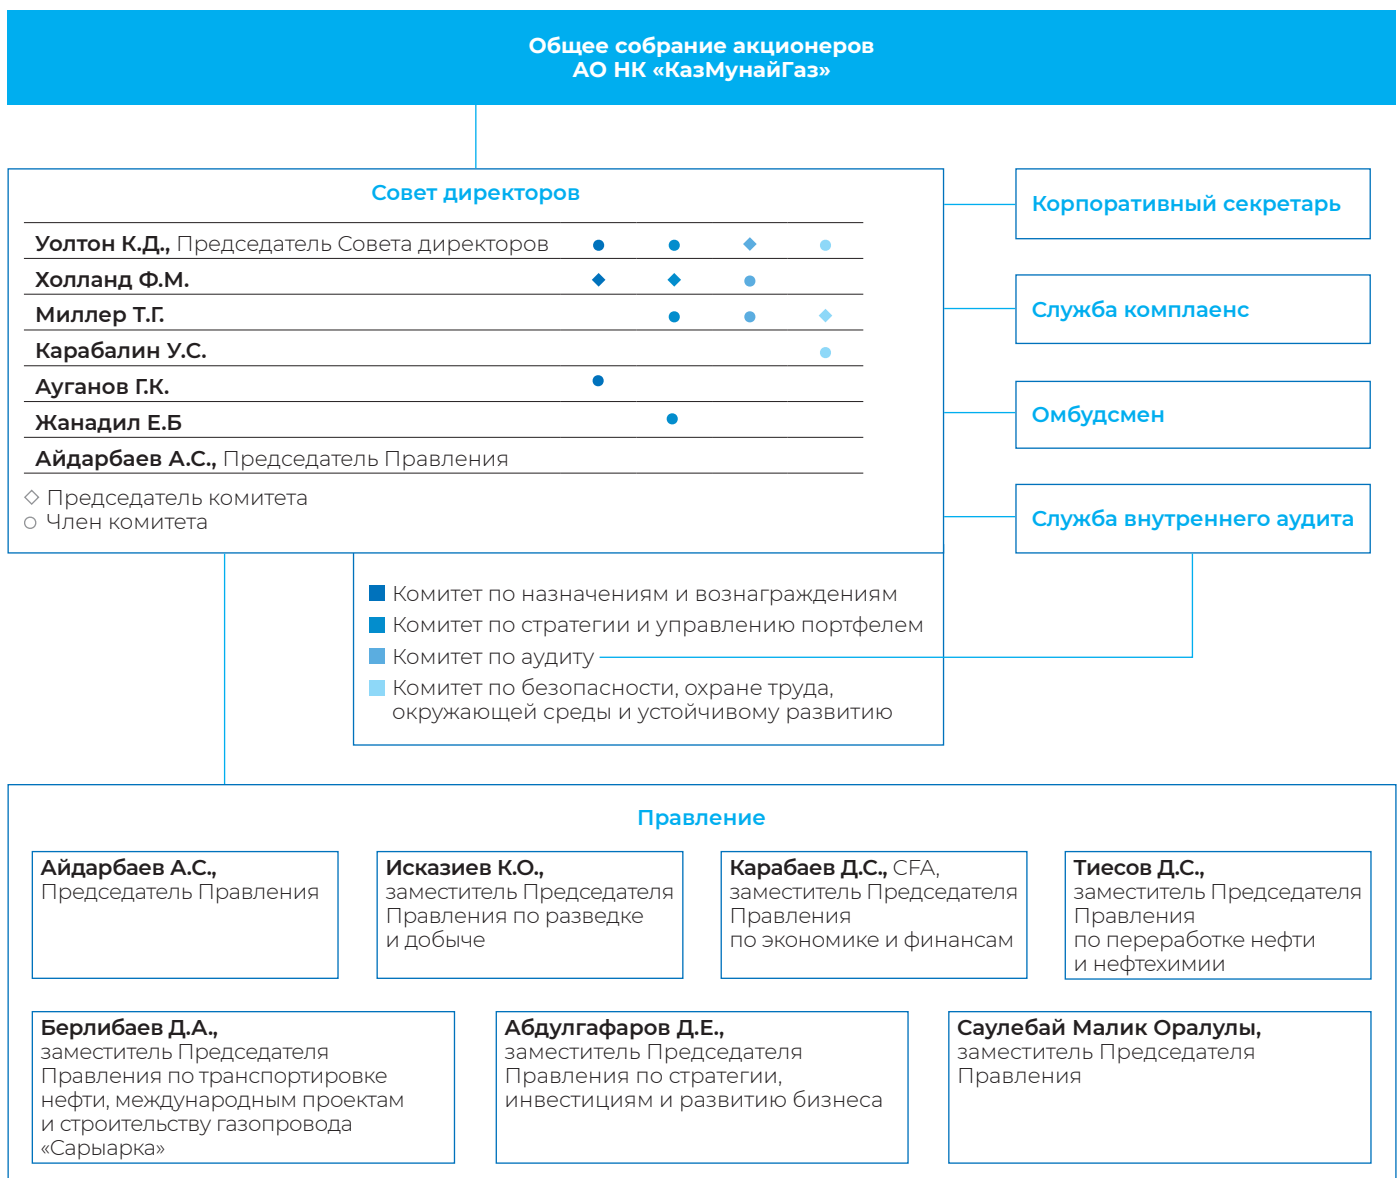 Общее собрание акционеров
АО НК «КазМунайГаз»
Совет директоров
Уолтон К.Д., Председатель Совета директоров
Холланд Ф.М.
Миллер Т.Г.
Карабалин У.С.
Ауганов Г.К.
Жанадил Е.Б
Айдарбаев А.С., Председатель Правления
Председатель комитета
Член комитета
Корпоративный секретарь
Служба комплаенс
Омбудсмен
Служба внутреннего аудита
Комитет по назначениям и вознаграждениям
Комитет по стратегии и управлению портфелем
Комитет по аудиту
Комитет по безопасности, охране труда,
окружающей среды и устойчивому развитию
Правление
Айдарбаев А.С.,
Председатель Правления
Исказиев К.О.,
заместитель Председателя
Правления по разведке
и добыче
Карабаев Д.С., CFA,
заместитель Председателя
Правления
по экономике и финансам
Тиесов Д.С.,
заместитель Председателя
Правления
по переработке нефти
и нефтехимии
Берлибаев Д.А.,
заместитель Председателя
Правления по транспортировке
нефти, международным проектам
и строительству газопровода
«Сарыарка»
Абдулгафаров Д.Е.,
заместитель Председателя
Правления по стратегии,
инвестициям и развитию бизнеса
Саулебай Малик Оралулы,
заместитель Председателя
Правления